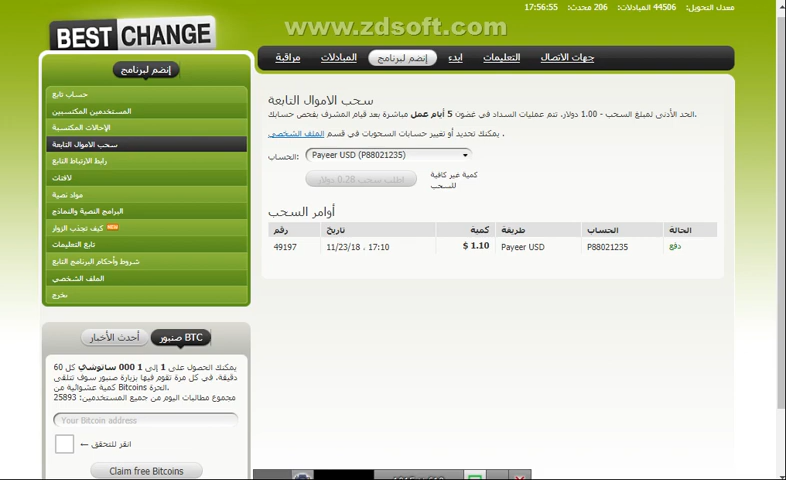 www.zdsoft.com
معدل التحويل: 44506 المبادلات: 206 محدث: 17:56:55
BEST CHANGE
جهات الاتصال
التعليمات
ابدء
إنضم لبرنامج
المبادلات
مراقبة
إنضم لبرنامج
حساب تابع
المستخدمين المكتسبين
الإحالات المكتسبة
سحب الاموال التابعة
رابط الارتباط التابع
لافتات
مواد نصية
البرامج النصية والنماذج
كيف تجذب الزوار
تابع التعليمات
شروط وأحكام البرنامج التابع
الملف الشخصي
تخرج
سحب الاموال التابعة
الحد الأدنى لمبلغ السحب - 1.00 دولار. تتم عمليات السداد في غضون 5 أيام عمل مباشرة بعد قيام المشرف بفحص حسابك.
يمكنك تحديد أو تغيير حسابات السحوبات في قسم الملف الشخصي .
الحساب: Payeer USD (P88021235)
اطلب سحب 0.28 دولار
كمية غير كافية
للسحب
أوامر السحب
رقم تاريخ كمية طريقة الحساب الحالة
49197 11/23/18 ، 17:10 $ 1.10 Payeer USD P88021235 دفع
BTC صنبور
أحدث الأخبار
يمكنك الحصول على 1 إلى 1 000 ساتوشي كل 60
دقيقة، في كل مرة تقوم فيها بزيارة صنبور سوف تتلقى
كمية عشوائية من Bitcoins الحرة.
مجموع مطالبات اليوم من جميع المستخدمين: 25893
Your Bitcoin address
انقر للتحقق ←
Claim free Bitcoins